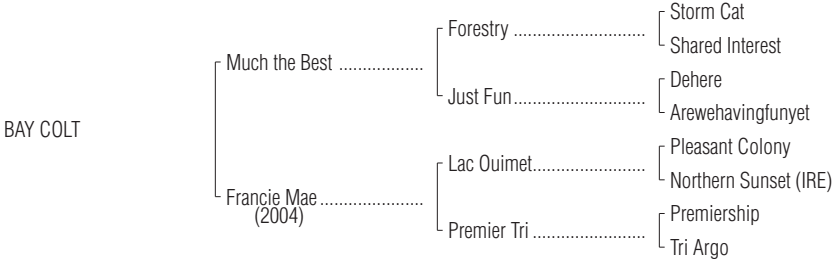 Storm Cat
Forestry ............................
Shared Interest
Much the Best ..................
Dehere
Just Fun............................
Arewehavingfunyet
BAY COLT
Pleasant Colony
Lac Ouimet........................
Northern Sunset (IRE)
Francie Mae ......................
(2004)
Premiership
Premier Tri ........................
Tri Argo